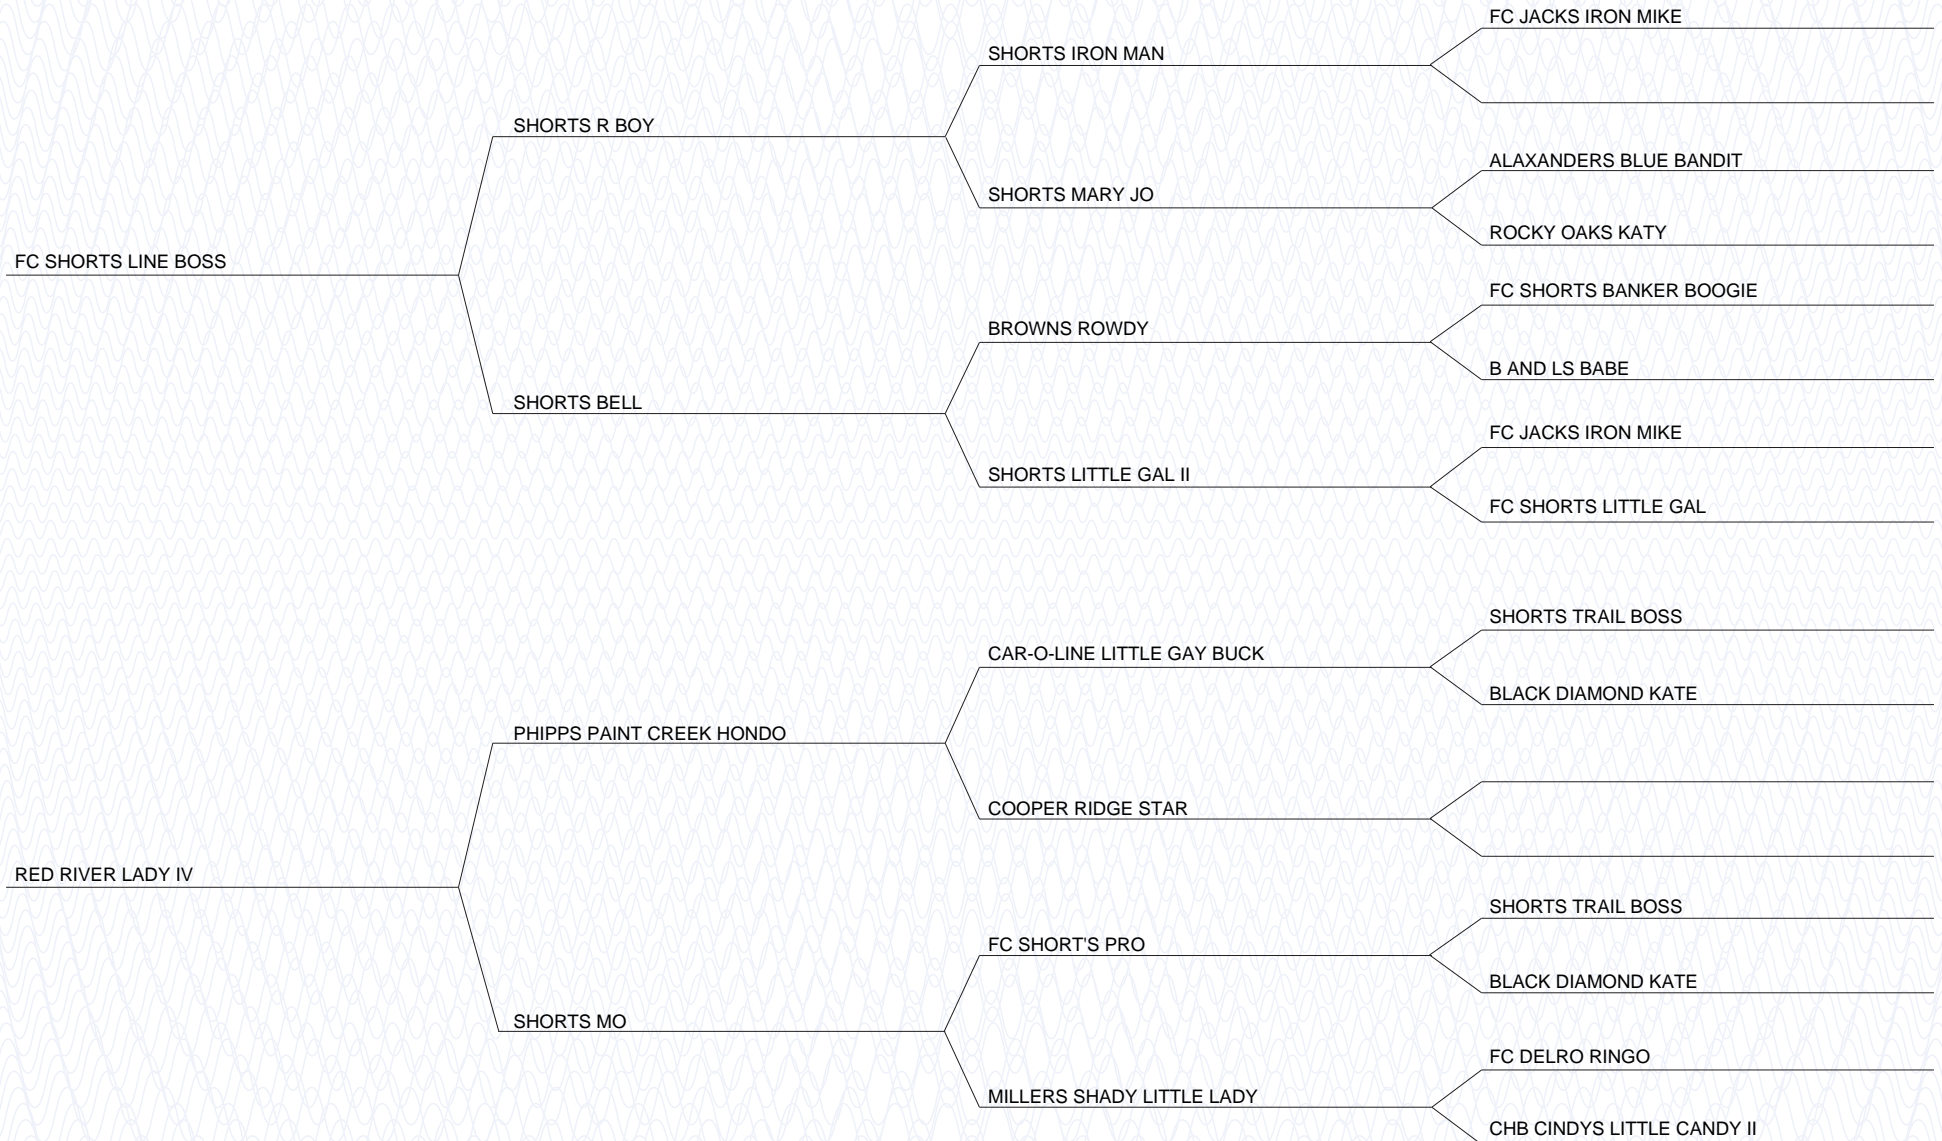 FC JACKS IRON MIKE
SHORTS IRON MAN
SHORTS R BOY
ALAXANDERS BLUE BANDIT
SHORTS MARY JO
ROCKY OAKS KATY
FC SHORTS LINE BOSS
FC SHORTS BANKER BOOGIE
BROWNS ROWDY
B AND LS BABE
SHORTS BELL
FC JACKS IRON MIKE
SHORTS LITTLE GAL II
FC SHORTS LITTLE GAL
SHORTS TRAIL BOSS
CAR-O-LINE LITTLE GAY BUCK
BLACK DIAMOND KATE
PHIPPS PAINT CREEK HONDO
COOPER RIDGE STAR
RED RIVER LADY IV
SHORTS TRAIL BOSS
FC SHORT'S PRO
BLACK DIAMOND KATE
SHORTS MO
FC DELRO RINGO
MILLERS SHADY LITTLE LADY
CHB CINDYS LITTLE CANDY II